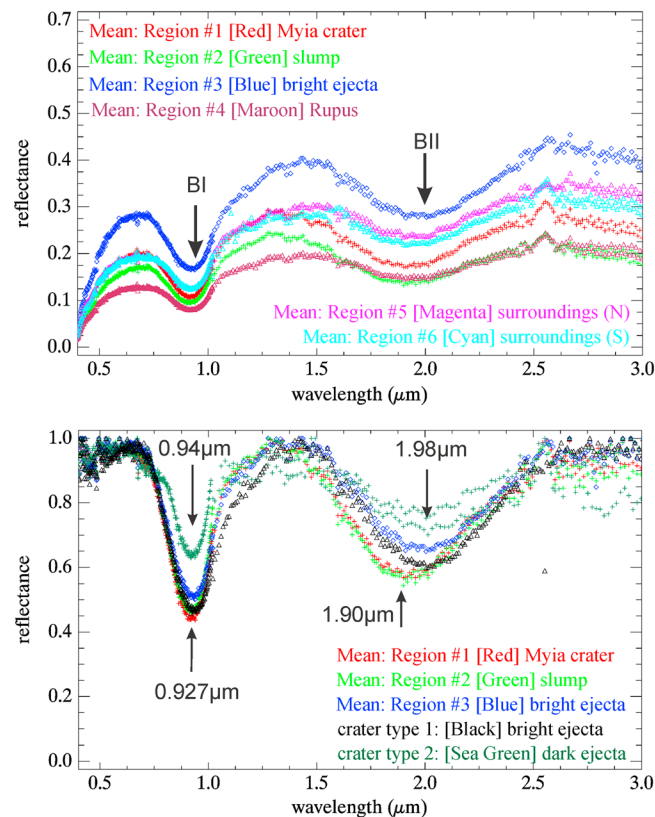 0.7
Mean: Region #1 [Red] Myia crater
Mean: Region #2 [Green] slump
0.6
Mean: Region #3 [Blue] bright ejecta
Mean: Region #4 [Maroon] Rupus
0.5
BI
BII
0.4
reflectance
0.3
0.2
0.1
Mean: Region #5 [Magenta] surroundings (N)
Mean: Region #6 [Cyan] surroundings (S)
0.0
0.5 1.0 1.5 2.0 2.5 3.0
wavelength (μm)
1.0
0.94μm
1.98μm
0.8
0.6
reflectance
0.4
1.90μm
0.927μm
0.2
Mean: Region #1 [Red] Myia crater
Mean: Region #2 [Green] slump
Mean: Region #3 [Blue] bright ejecta
crater type 1: [Black] bright ejecta
crater type 2: [Sea Green] dark ejecta
0.0
0.5 1.0 1.5 2.0 2.5 3.0
wavelength (μm)